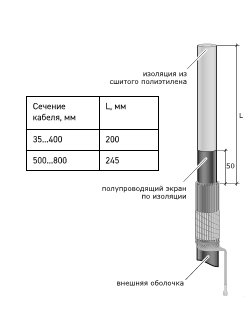 изоляция из
сшитого полиэтилена
Сечение
кабеля, мм
L, мм
35...400
200
500...800
245
L
50
полупроводящий экран
по изоляции
внешняя оболочка